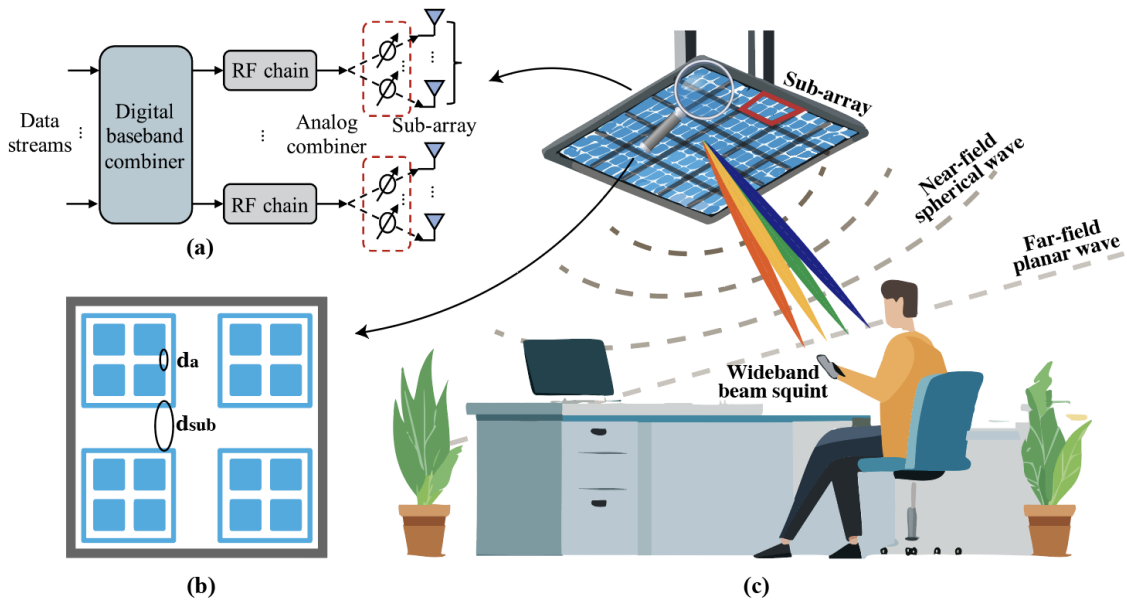 Data
streams
Digital
baseband
combiner
RF chain
RF chain
Analog
combiner
Sub-array
(a)
da
dsub
(b)
Sub-array
Near-field
spherical wave
Far-field
planar wave
Wideband
beam squint
(c)